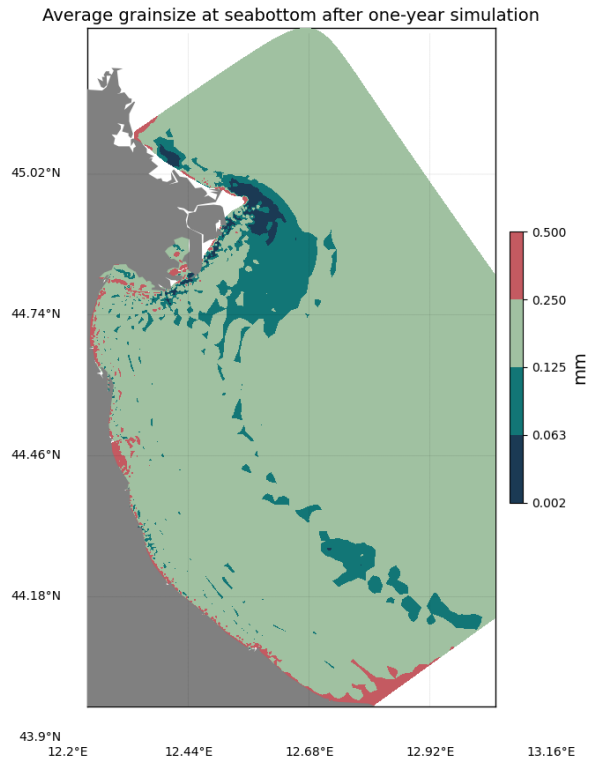 Average grainsize at seabottom after one-year simulation
45.02°N
44.74°N
44.46°N
44.18°N
43.9°N
12.2°E
12.44°E
12.68°E
12.92°E
13.16°E
0.500
0.250
0.125
0.063
0.002
mm